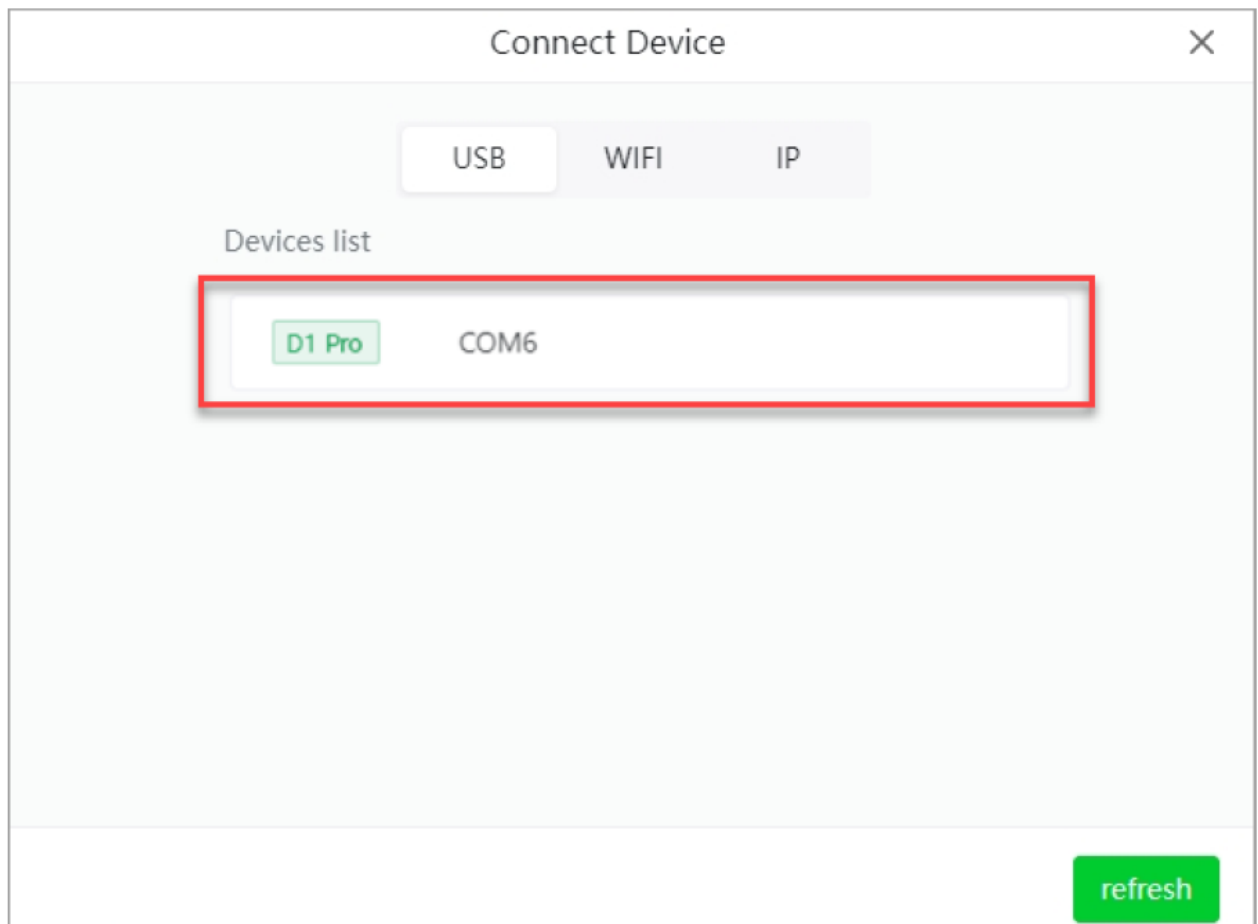 Connect Device
USB WIFI IP
Devices list
D1 Pro COM6
refresh